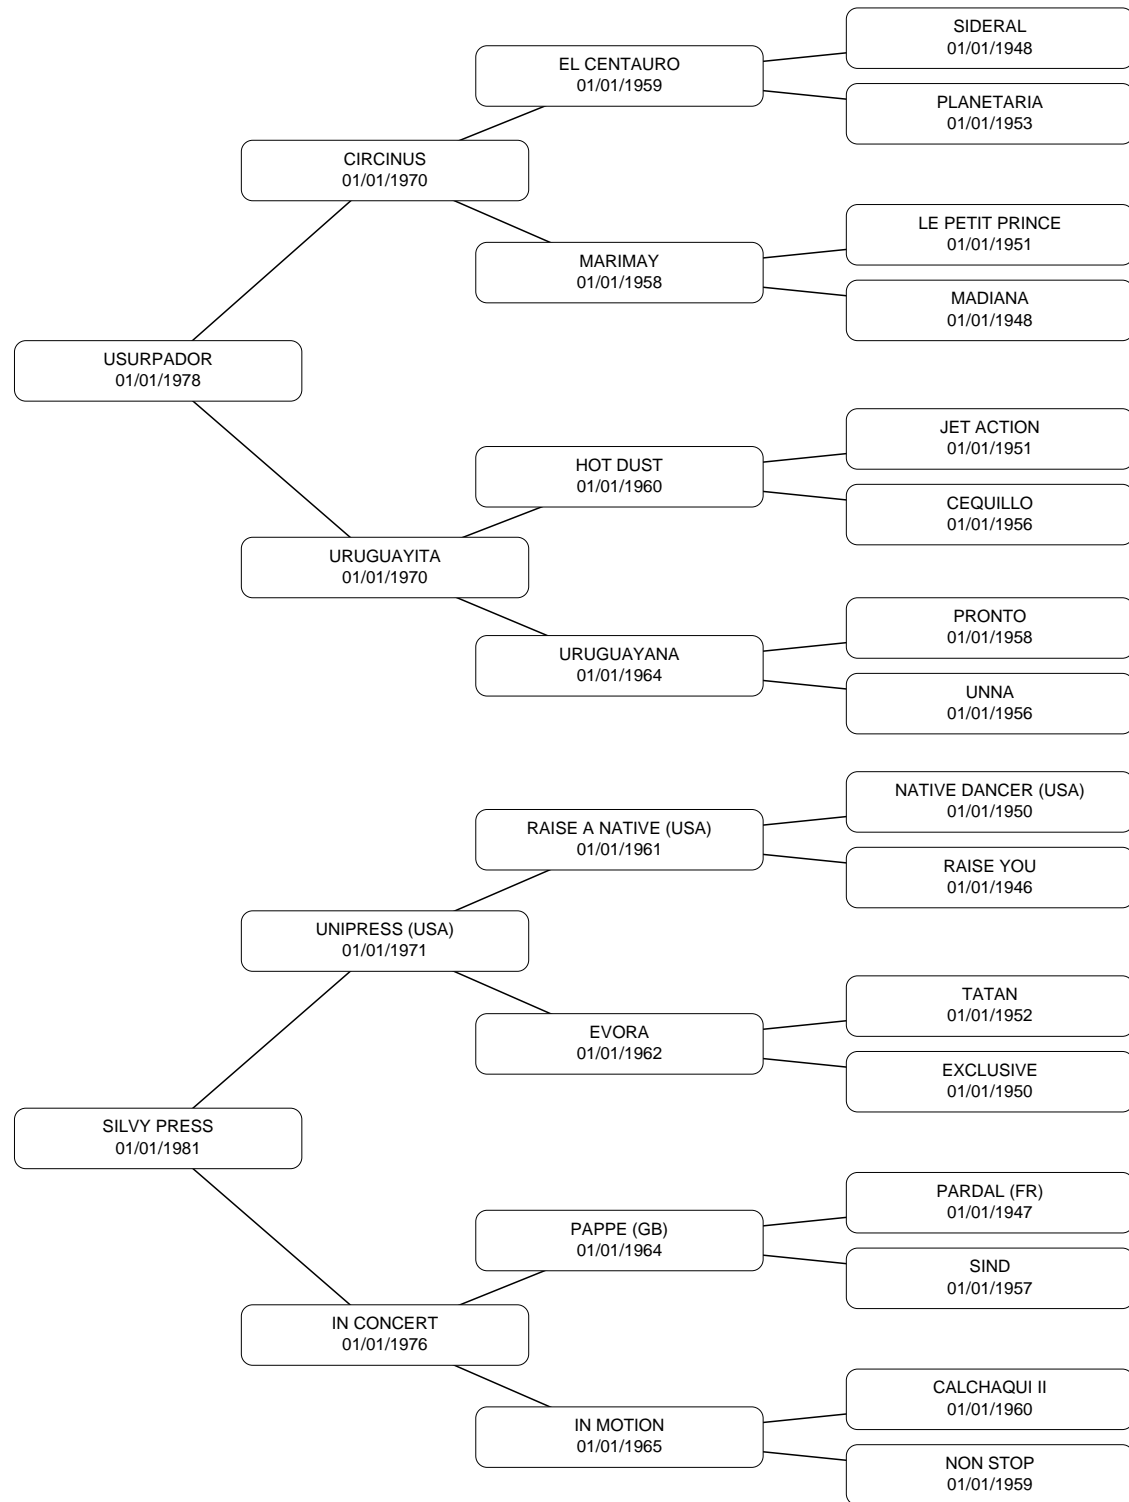 SIDERAL
01/01/1948
EL CENTAURO
01/01/1959
PLANETARIA
01/01/1953
CIRCINUS
01/01/1970
LE PETIT PRINCE
01/01/1951
MARIMAY
01/01/1958
MADIANA
01/01/1948
USURPADOR
01/01/1978
JET ACTION
01/01/1951
HOT DUST
01/01/1960
CEQUILLO
01/01/1956
URUGUAYITA
01/01/1970
PRONTO
01/01/1958
URUGUAYANA
01/01/1964
UNNA
01/01/1956
NATIVE DANCER (USA)
01/01/1950
RAISE A NATIVE (USA)
01/01/1961
RAISE YOU
01/01/1946
UNIPRESS (USA)
01/01/1971
TATAN
01/01/1952
EVORA
01/01/1962
EXCLUSIVE
01/01/1950
SILVY PRESS
01/01/1981
PARDAL (FR)
01/01/1947
PAPPE (GB)
01/01/1964
SIND
01/01/1957
IN CONCERT
01/01/1976
CALCHAQUI II
01/01/1960
IN MOTION
01/01/1965
NON STOP
01/01/1959